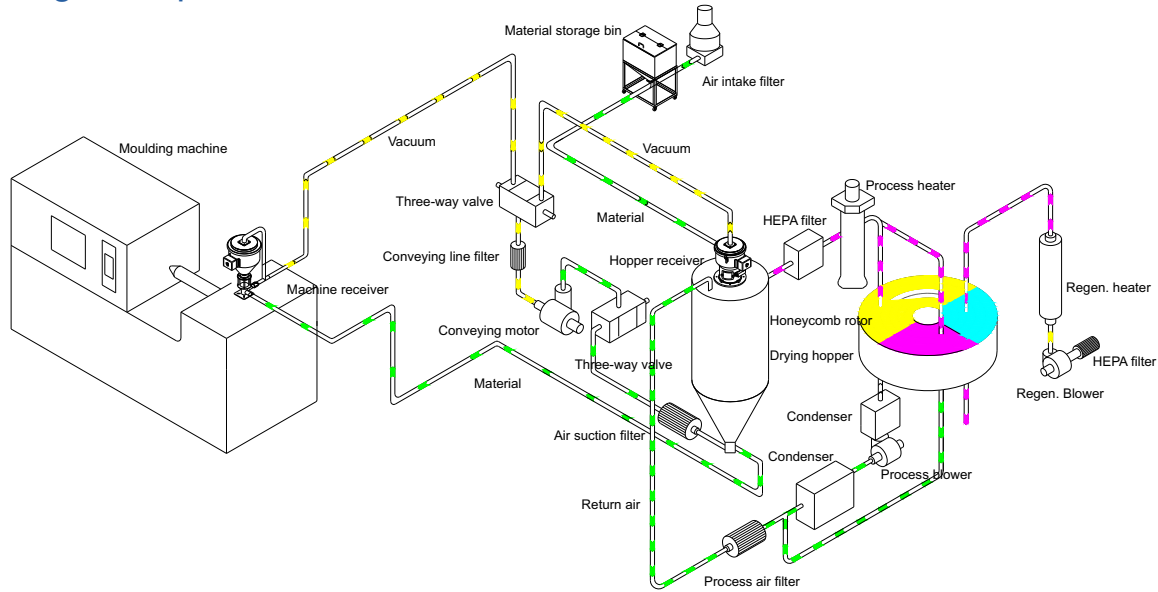 Material storage bin
Air intake filter
Moulding machine
Vacuum
Vacuum
Process heater
Three-way valve
Material
HEPA filter
Conveying line filter
Hopper receiver
Machine receiver
Regen. heater
Conveying motor
Honeycomb rotor
Three-way valve
Drying hopper
HEPA filter
Material
Regen. Blower
Condenser
Air suction filter
Condenser
Process blower
Return air
Process air filter